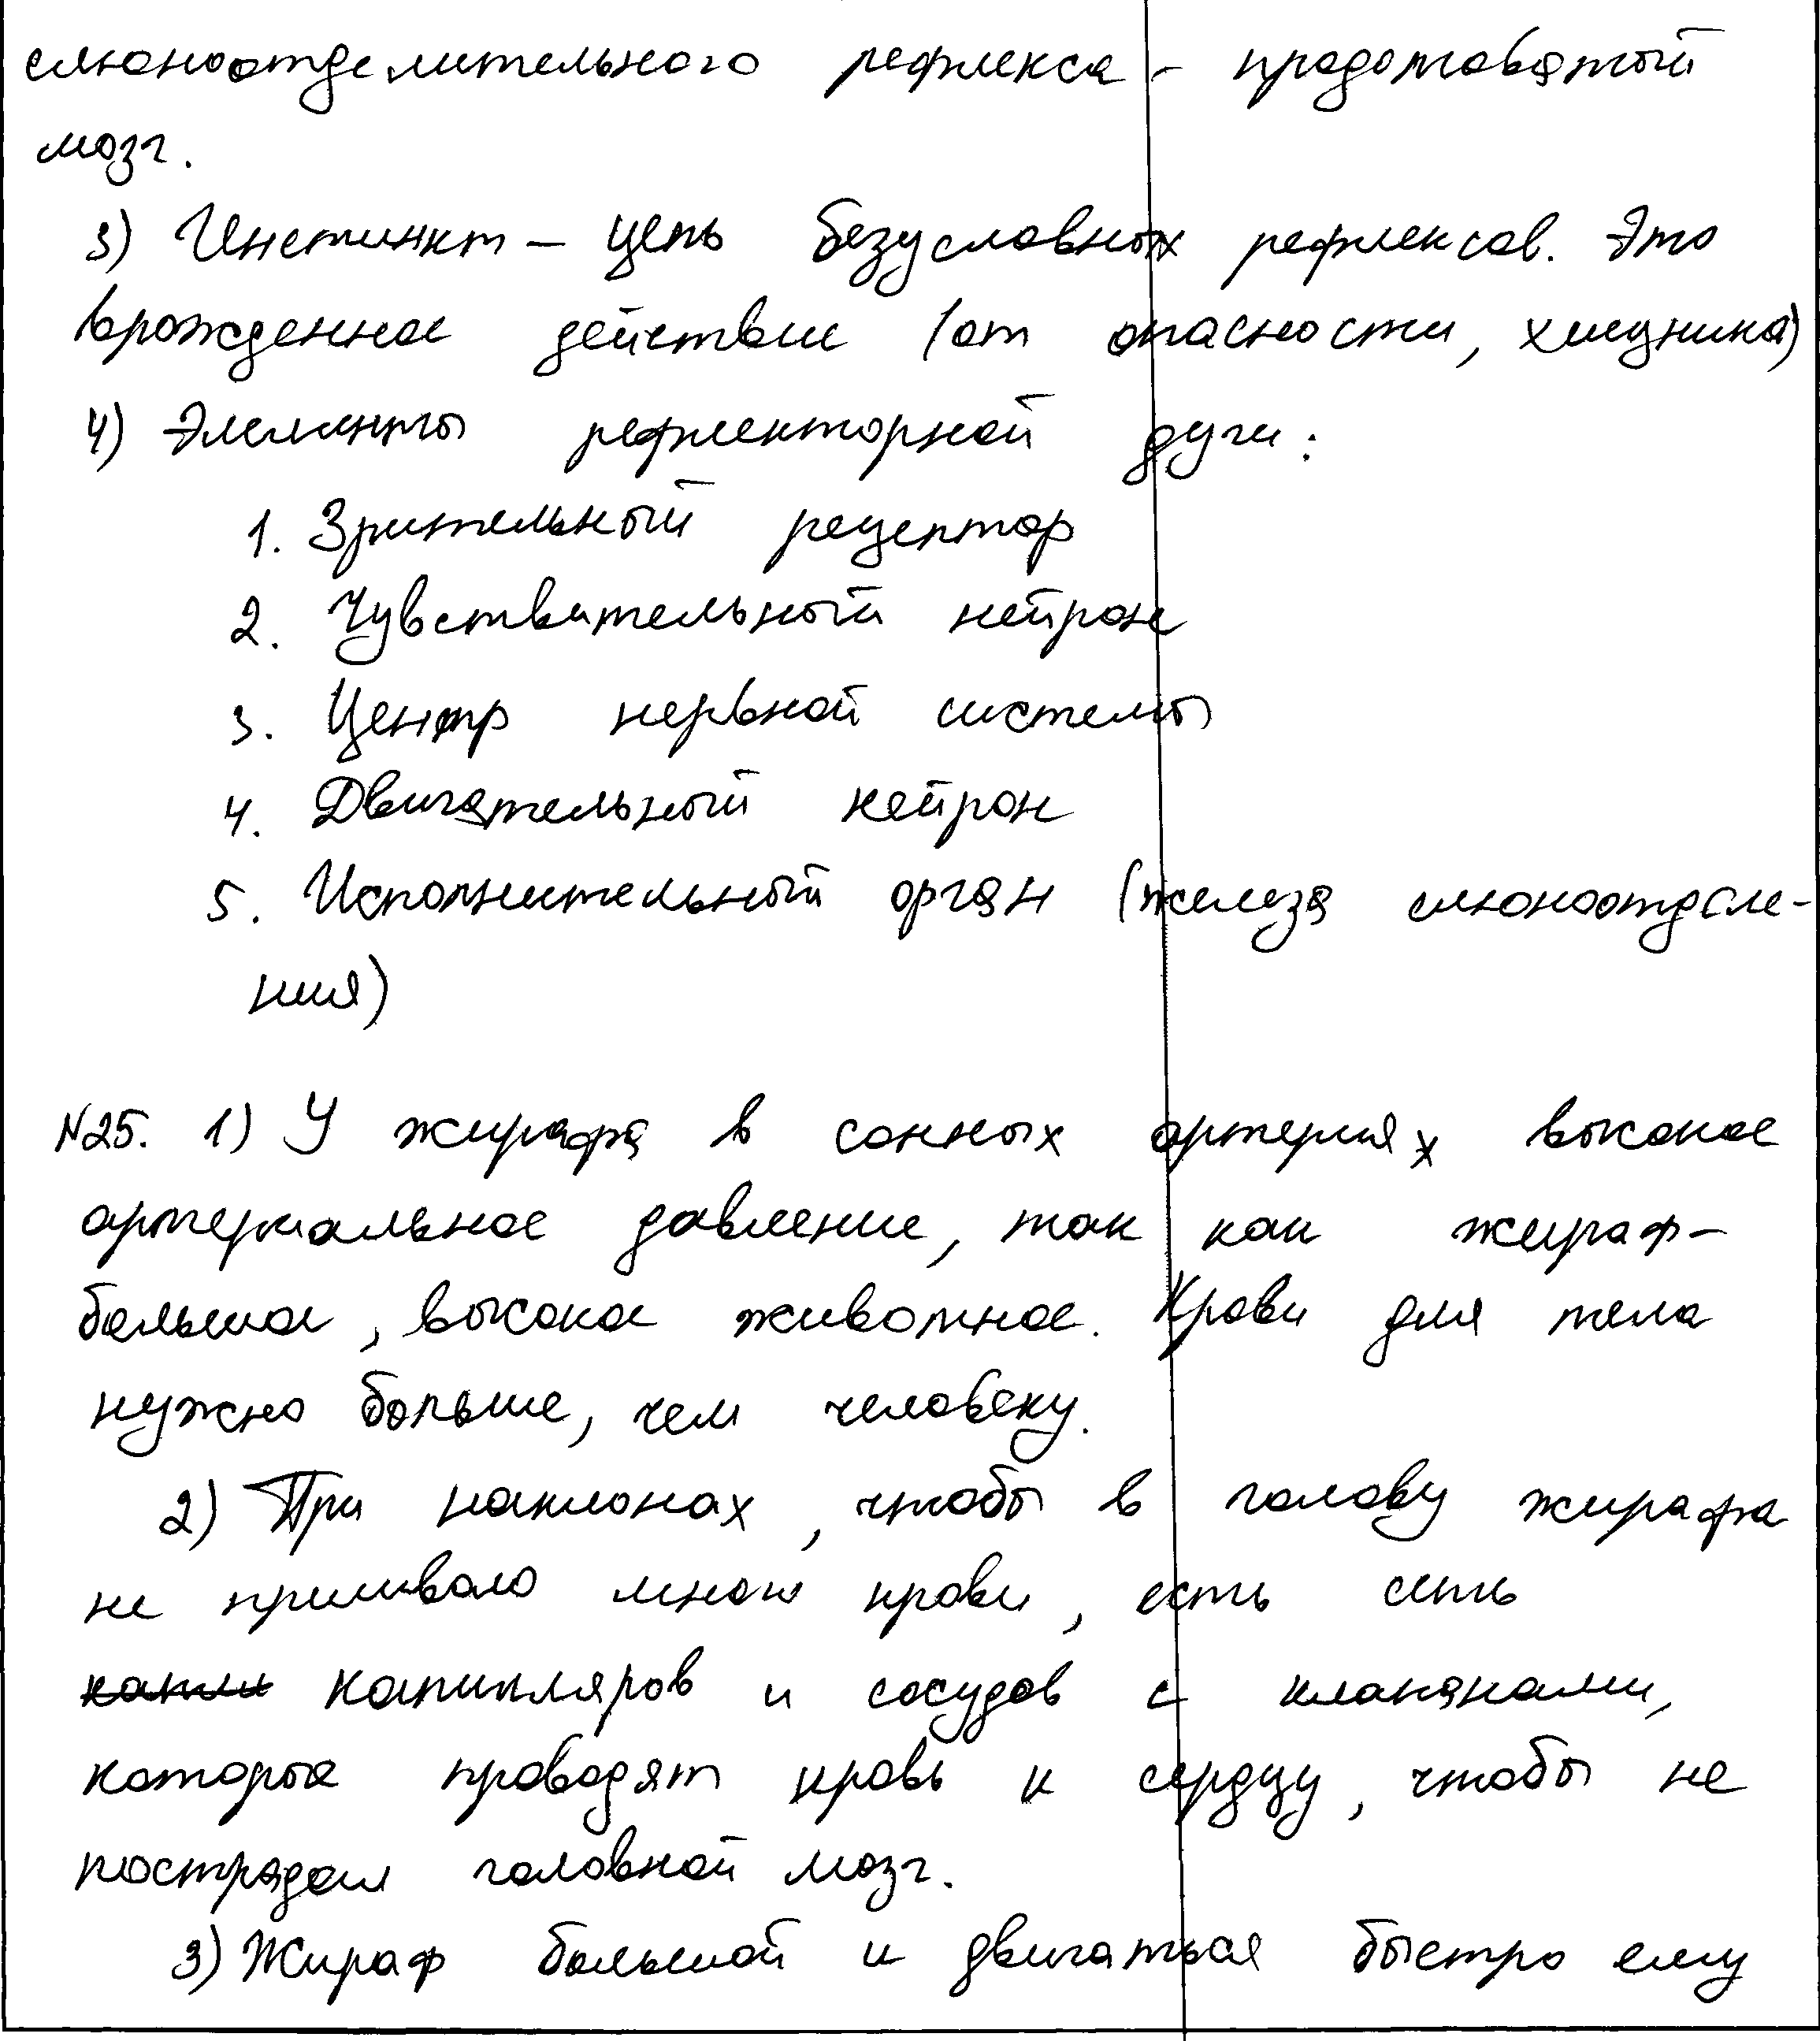 слюноотделительного рефлекса - продолговатый
мозг.
3) Инстинкт – цепь безусловных рефлексов. Это
врожденное действие (от опасности, хищника)
4) Элементы рефлекторной дуги:
1. Зрительный рецептор
2. Чувствительный нейрон
3. Центр нервной системы
4. Двигательный нейрон
5. Исполнительный орган (железа слюноотделе-
ния)
№25. 1) У жирафа в сонных артериях высокое
артериальное давление, так как жираф-
большое, высокое животное. Крови для тела
нужно больше, чем человеку.
2) При наклонах, чтобы в голову жирафа
не приливало много крови, есть сеть
капилляров и сосудов с клапанами,
которые проводят кровь к сердцу, чтобы не
пострадал головной мозг.
3) Жираф большой и двигаться быстро ему